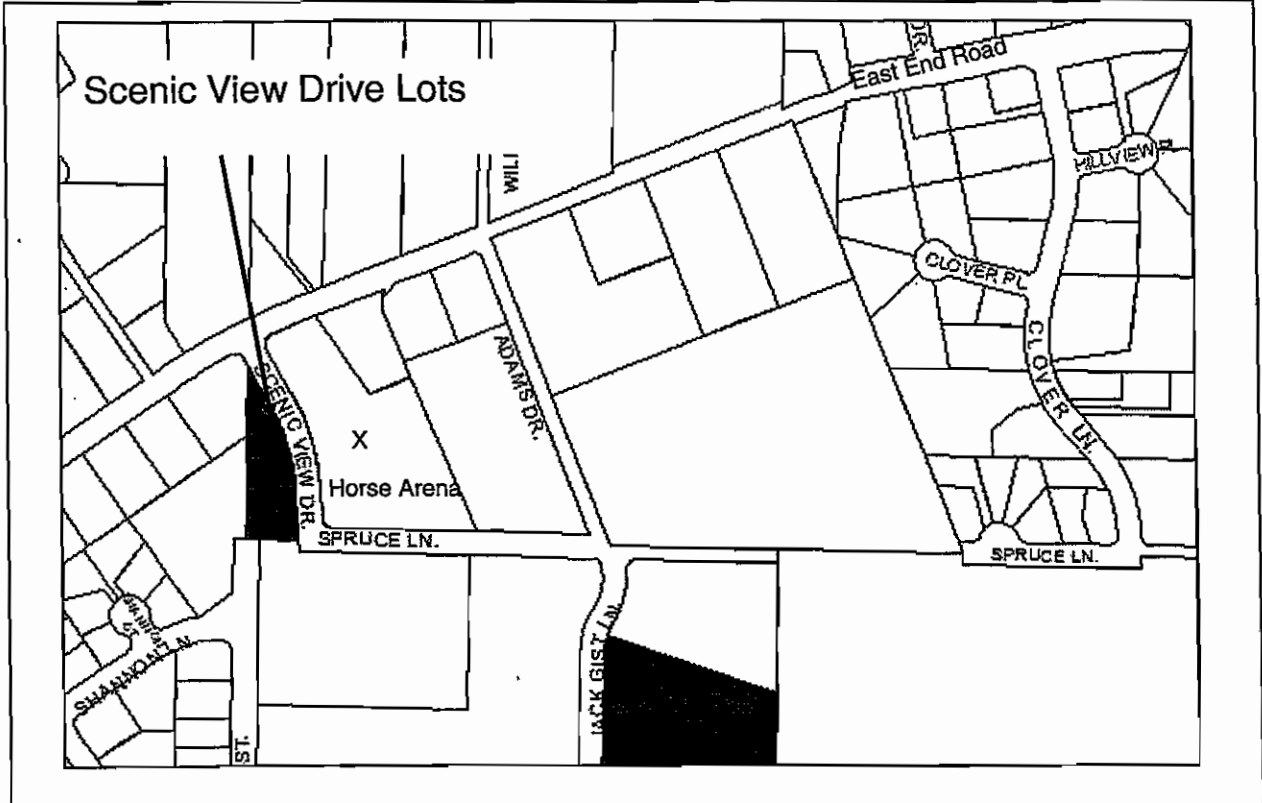 Scenic View Drive Lots
DR.
East End Road
WILL
HILLVIEW PL
CLOVER PL
CLOVER LN.
ADAMS DR.
SCENIC VIEW DR.
X
Horse Arena
SPRUCE LN.
SPRUCE LN.
SHANNON LN
JACK GIST LN.
ST.